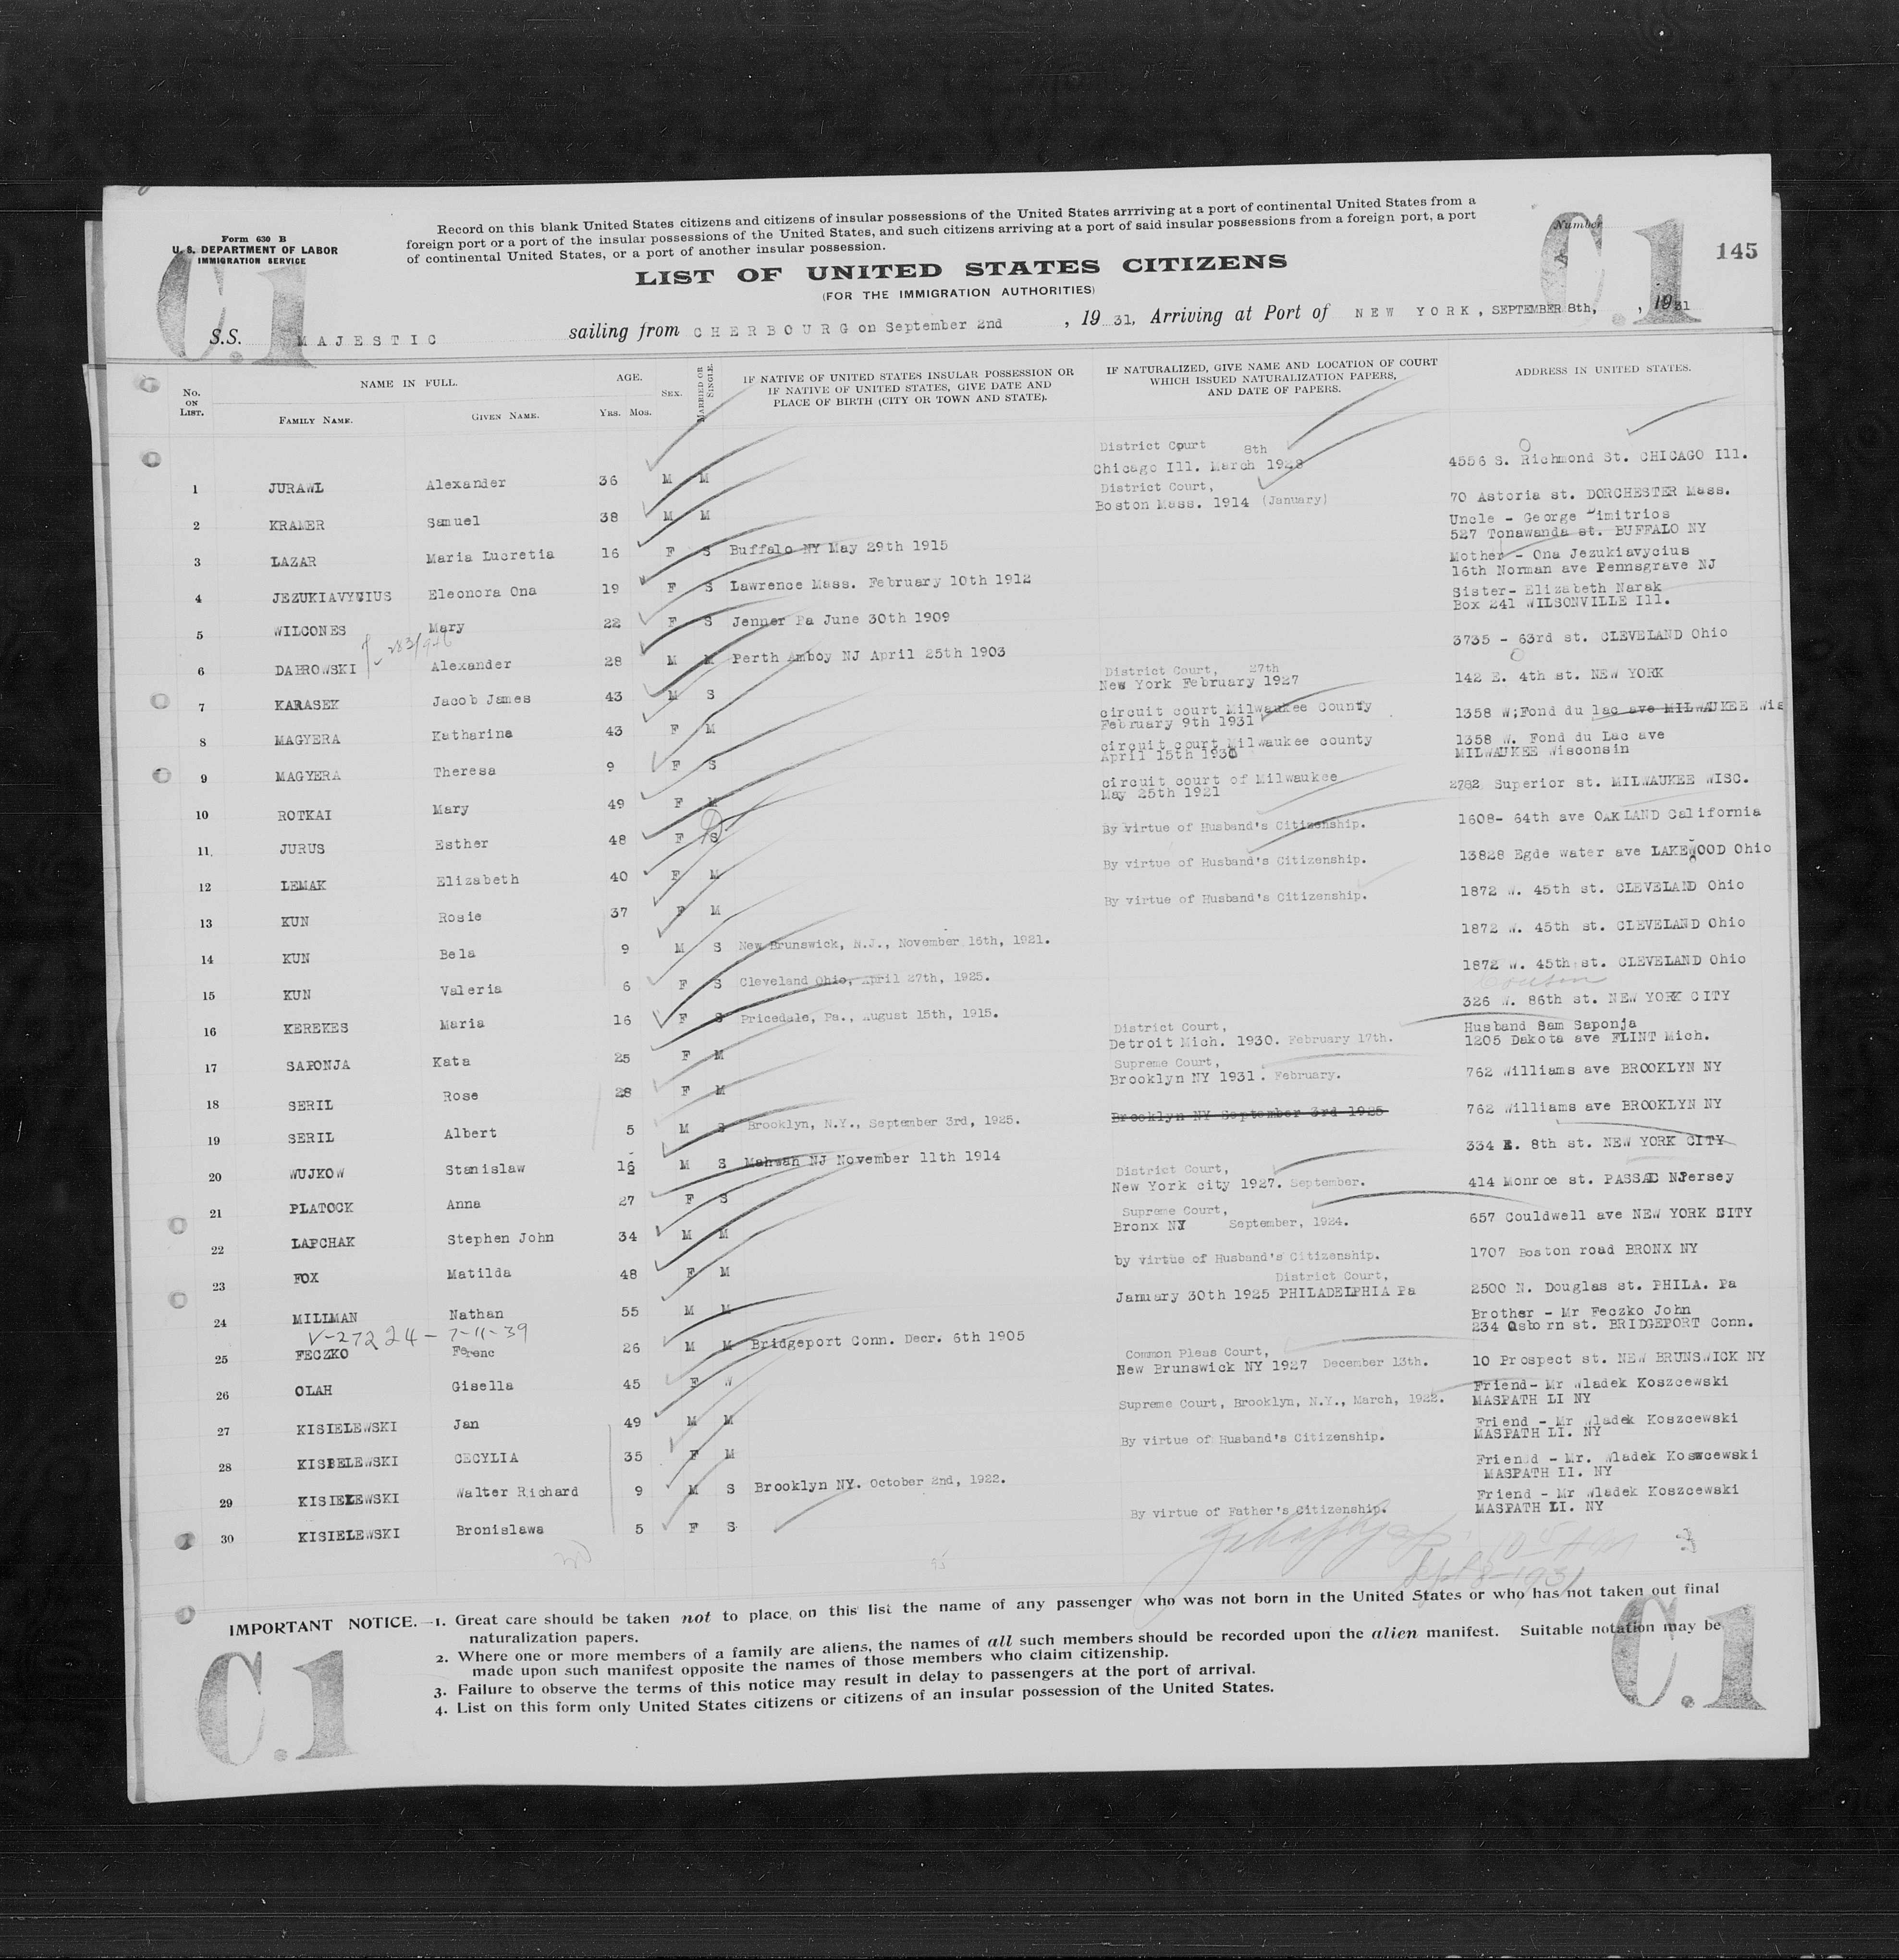 Form 630 B
U. S. DEPARTMENT OF LABOR
IMMIGRATION SERVICE
Record on this blank United States citizens and citizens of insular possessions of the United States arrriving at a port of continental United States from a
foreign port or a port of the insular possessions of the United States, and such citizens arriving at a port of said insular possessions from a foreign port, a port
of continental United States, or a port of another insular possession.
Number
C.1
C.1
145
LIST OF UNITED STATES CITIZENS
(FOR THE IMMIGRATION AUTHORITIES)
S.S. MAJESTIC sailing from CHERBOURG on September 2nd , 19 31, Arriving at Port of NEW YORK, SEPTEMBER 8th, , 19 31
No. ON LIST. NAME IN FULL. AGE. SEX. MARRIED OR SINGLE. IF NATIVE OF UNITED STATES INSULAR POSSESSION OR IF NATIVE OF UNITED STATES, GIVE DATE AND PLACE OF BIRTH (CITY OR TOWN AND STATE). IF NATURALIZED, GIVE NAME AND LOCATION OF COURT WHICH ISSUED NATURALIZATION PAPERS, AND DATE OF PAPERS. ADDRESS IN UNITED STATES.
FAMILY NAME. GIVEN NAME. YRS. MOS.
1 JURAWL Alexander 36 M M District Court 8th Chicago Ill. March 1928 4556 S. Richmond St. CHICAGO Ill.
2 KRAMER Samuel 38 M M District Court, Boston Mass. 1914 (January) 70 Astoria st. DORCHESTER Mass.
3 LAZAR Maria Lucretia 16 F S Buffalo NY May 29th 1915 Uncle - George Dimitrios 527 Tonawanda st. BUFFALO NY
4 JEZUKIAVYCIUS Eleonora Ona 19 F S Lawrence Mass. February 10th 1912 Mother - Ona Jezukiavycius 16th Norman ave Pennsgrave NJ
5 WILCONES Mary 22 F S Jenner Pa June 30th 1909 Sister- Elizabeth Narak Box 241 WILSONVILLE Ill.
6 DABROWSKI Alexander 28 M M Perth Amboy NJ April 25th 1903 3735 - 63rd st. CLEVELAND Ohio
7 KARASEK Jacob James 43 M S District Court, 27th New York February 1927 142 E. 4th st. NEW YORK
8 MAGYERA Katharina 43 F M circuit court Milwaukee County February 9th 1931 1358 W;Fond du lac ave MILWAUKEE Wis
9 MAGYERA Theresa 9 F S circuit court Milwaukee county April 15th 1930 1358 W. Fond du Lac ave MILWAUKEE Wisconsin
10 ROTKAI Mary 49 F M circuit court of Milwaukee May 25th 1921 2782 Superior st. MILWAUKEE WISC.
11. JURUS Esther 48 F S By virtue of Husband's Citizenship. 1608- 64th ave OAKLAND California
12 LEMAK Elizabeth 40 F M By virtue of Husband's Citizenship. 13828 Egde water ave LAKEWOOD Ohio
13 KUN Rosie 37 F M By virtue of Husband's Citizenship. 1872 W. 45th st. CLEVELAND Ohio
14 KUN Bela 9 M S New Brunswick, N.J., November 16th, 1921. 1872 W. 45th st. CLEVELAND Ohio
15 KUN Valeria 6 F S Cleveland Ohio, April 27th, 1925. 1872 W. 45th st. CLEVELAND Ohio
16 KEREKES Maria 16 F S Pricedale, Pa., August 15th, 1915. 326 W. 86th st. NEW YORK CITY
17 SAPONJA Kata 25 F M District Court, Detroit Mich. 1930. February 17th. Husband Sam Saponja 1205 Dakota ave FLINT Mich.
18 SERIL Rose 28 F M Supreme Court, Brooklyn NY 1931. February. 762 Williams ave BROOKLYN NY
19 SERIL Albert 5 M S Brooklyn, N.Y., September 3rd, 1925. Brooklyn NY September 3rd 1925 762 Williams ave BROOKLYN NY
20 WUJKOW Stanislaw 16 M S Mahwah NJ November 11th 1914 334 E. 8th st. NEW YORK CITY
21 PLATOCK Anna 27 F S District Court, New York city 1927. September. 414 Monroe st. PASSAIC NJersey
22 LAPCHAK Stephen John 34 M M Supreme Court, Bronx NY September, 1924. 657 Couldwell ave NEW YORK CITY
23 FOX Matilda 48 F M by virtue of Husband's Citizenship. 1707 Boston road BRONX NY
24 MILLMAN Nathan 55 M M District Court, January 30th 1925 PHILADELPHIA Pa 2500 N. Douglas st. PHILA. Pa
V-27224 - 7-11-39
25 FECZKO Ferenc 26 M M Bridgeport Conn. Decr. 6th 1905 Brother - Mr Feczko John 234 Osborn st. BRIDGEPORT Conn.
26 OLAH Gisella 45 F W Common Pleas Court, New Brunswick NY 1927 December 13th. 10 Prospect st. NEW BRUNSWICK NY
27 KISIELEWSKI Jan 49 M M Supreme Court, Brooklyn, N.Y., March, 1922. Friend- Mr Wladek Koszcewski MASPATH LI NY
28 KISIELEWSKI CECYLIA 35 F M By virtue of Husband's Citizenship. Friend - Mr Wladek Koszcewski MASPATH LI. NY
29 KISIELEWSKI Walter Richard 9 M S Brooklyn NY. October 2nd, 1922. Friend - Mr. Wladek Koszcewski MASPATH LI. NY
30 KISIELEWSKI Bronislawa 5 F S By virtue of Father's Citizenship. Friend - Mr Wladek Koszcewski MASPATH LI. NY
IMPORTANT NOTICE.—1. Great care should be taken not to place on this list the name of any passenger who was not born in the United States or who has not taken out final
naturalization papers.
2. Where one or more members of a family are aliens, the names of all such members should be recorded upon the alien manifest. Suitable notation may be
made upon such manifest opposite the names of those members who claim citizenship.
3. Failure to observe the terms of this notice may result in delay to passengers at the port of arrival.
4. List on this form only United States citizens or citizens of an insular possession of the United States.
C.1
C.1